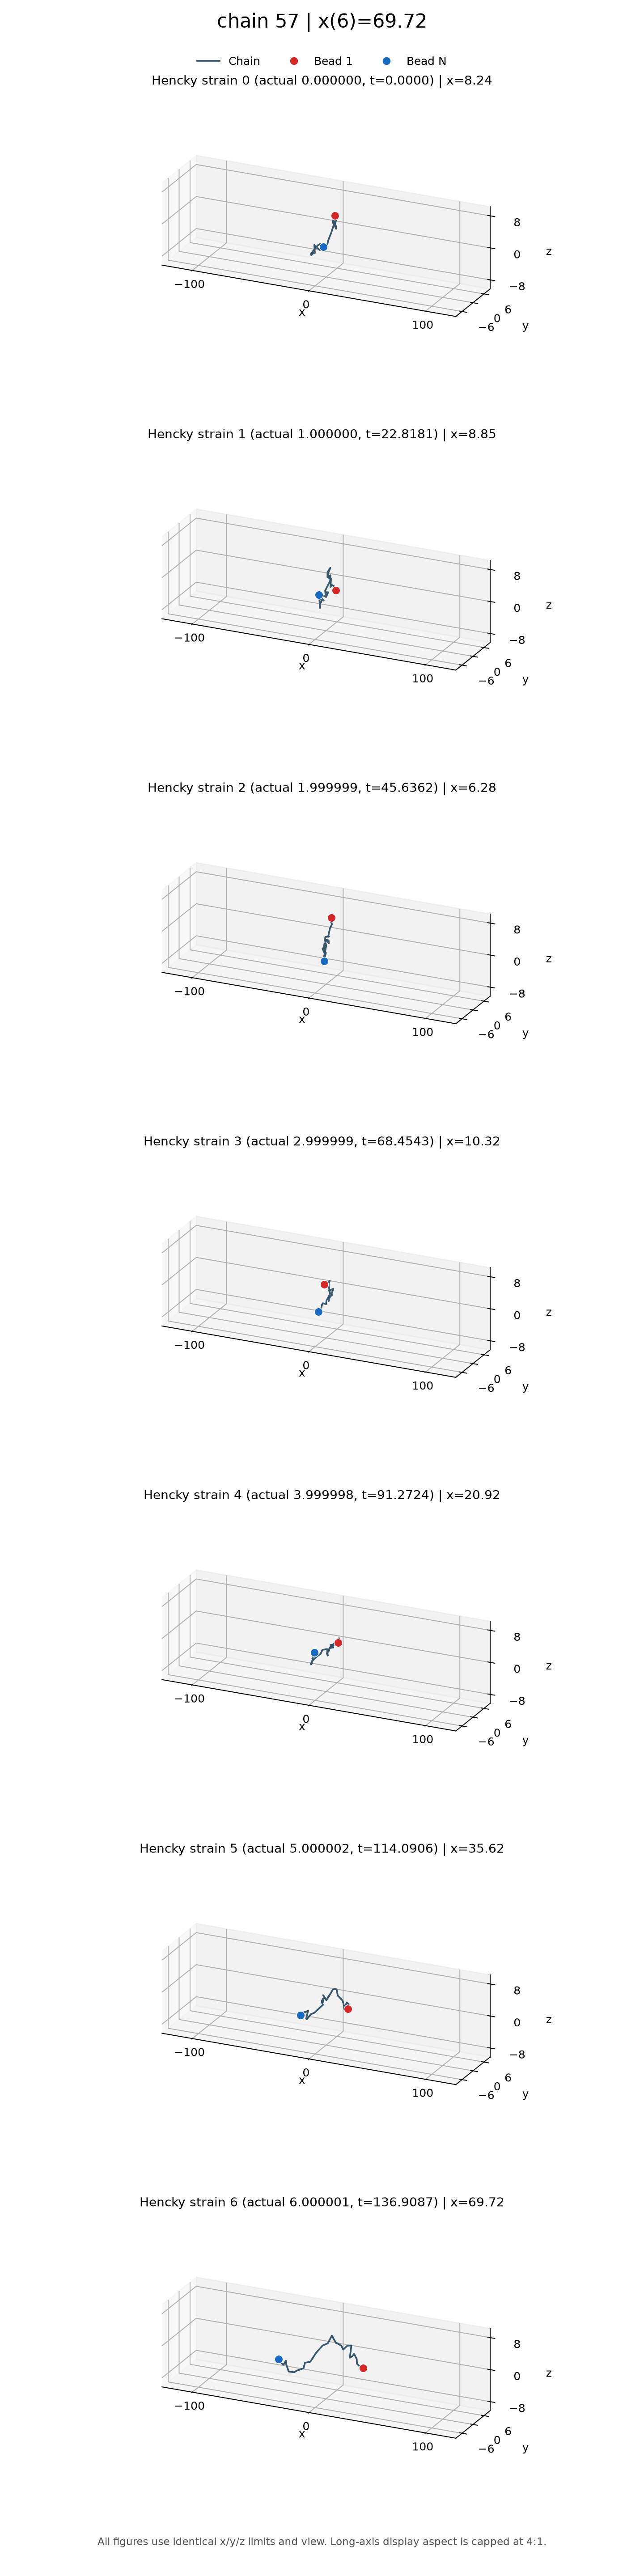 chain 57 | x(6)=69.72
Chain Bead 1 Bead N
Hencky strain 0 (actual 0.000000, t=0.0000) | x=8.24
8
0
−8
z
−100
0
100
x
−6
0
6
y
Hencky strain 1 (actual 1.000000, t=22.8181) | x=8.85
8
0
−8
z
−100
0
100
x
−6
0
6
y
Hencky strain 2 (actual 1.999999, t=45.6362) | x=6.28
8
0
−8
z
−100
0
100
x
−6
0
6
y
Hencky strain 3 (actual 2.999999, t=68.4543) | x=10.32
8
0
−8
z
−100
0
100
x
−6
0
6
y
Hencky strain 4 (actual 3.999998, t=91.2724) | x=20.92
8
0
−8
z
−100
0
100
x
−6
0
6
y
Hencky strain 5 (actual 5.000002, t=114.0906) | x=35.62
8
0
−8
z
−100
0
100
x
−6
0
6
y
Hencky strain 6 (actual 6.000001, t=136.9087) | x=69.72
8
0
−8
z
−100
0
100
x
−6
0
6
y
All figures use identical x/y/z limits and view. Long-axis display aspect is capped at 4:1.